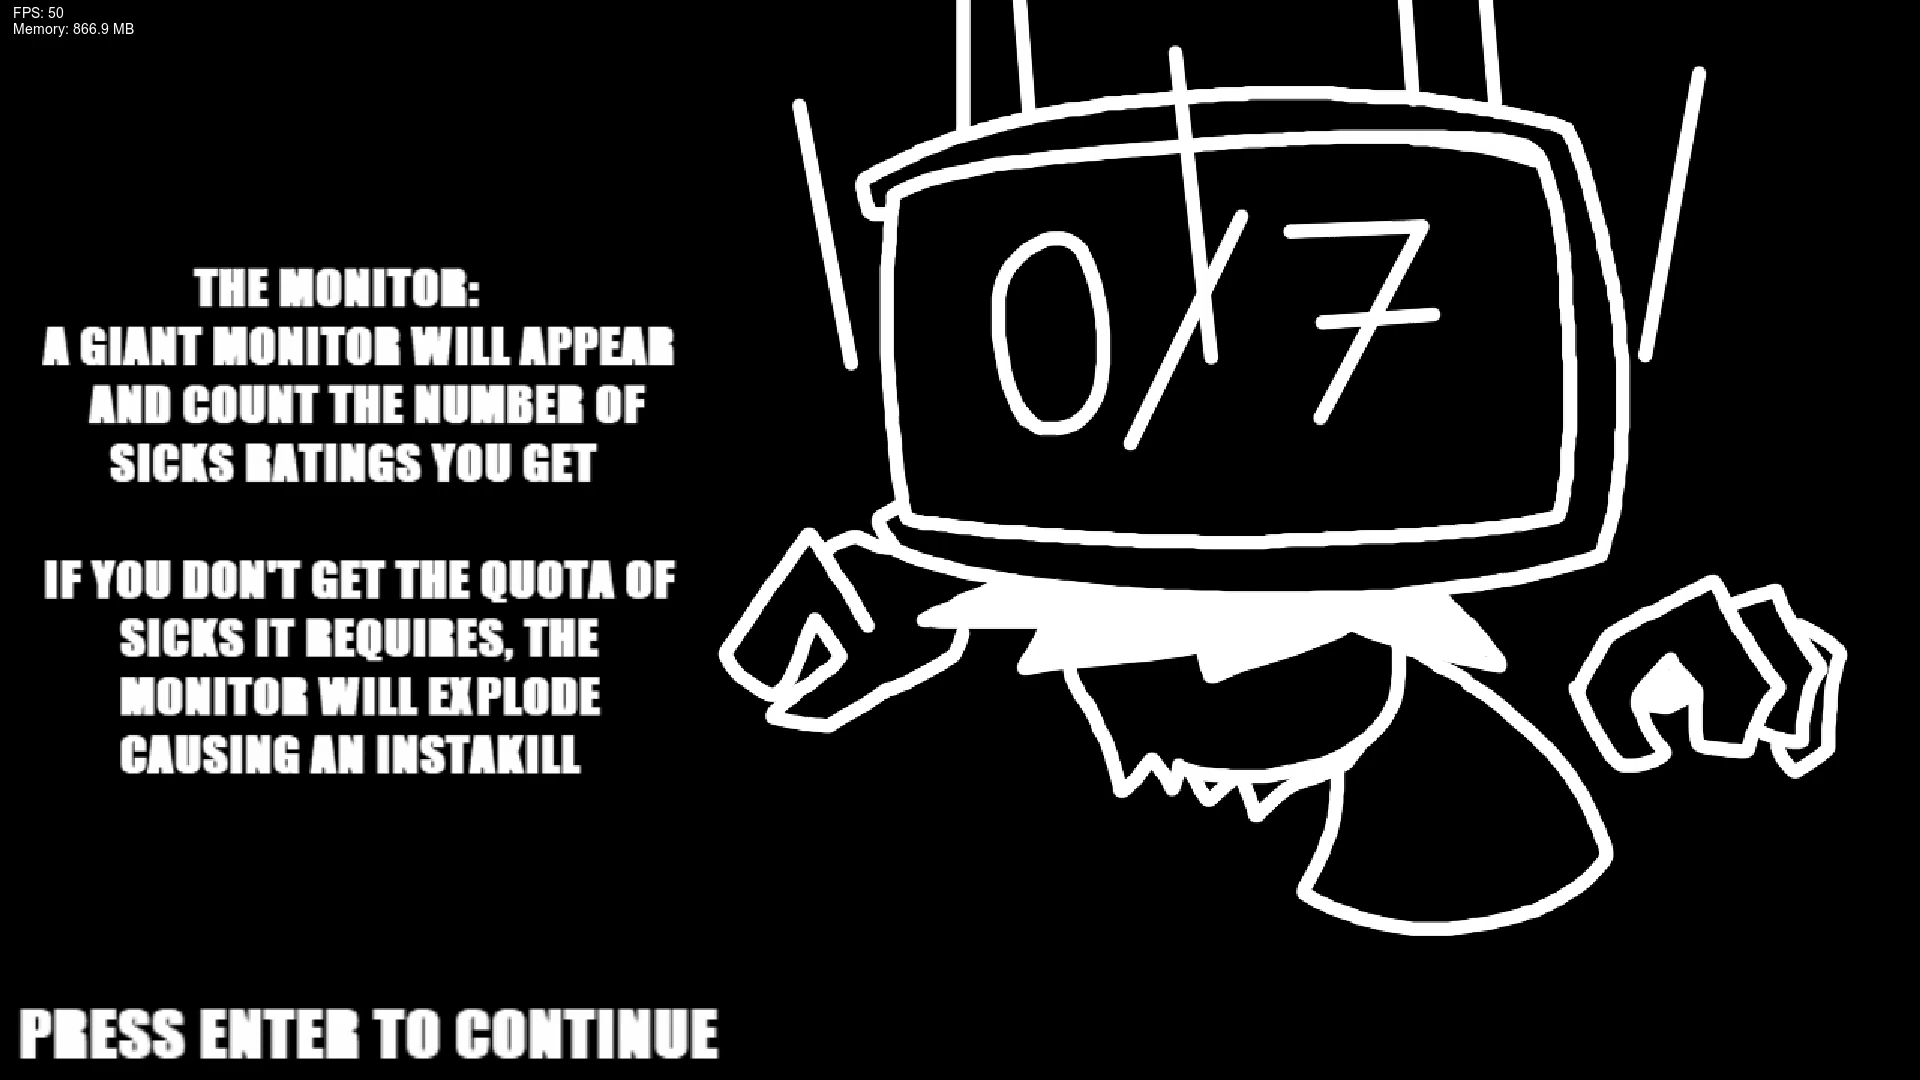 FPS: 50
Memory: 866.9 MB
0/7
THE MONITOR:
A GIANT MONITOR WILL APPEAR
AND COUNT THE NUMBER OF
SICKS RATINGS YOU GET
IF YOU DON'T GET THE QUOTA OF
SICKS IT REQUIRES, THE
MONITOR WILL EXPLODE
CAUSING AN INSTAKILL
PRESS ENTER TO CONTINUE